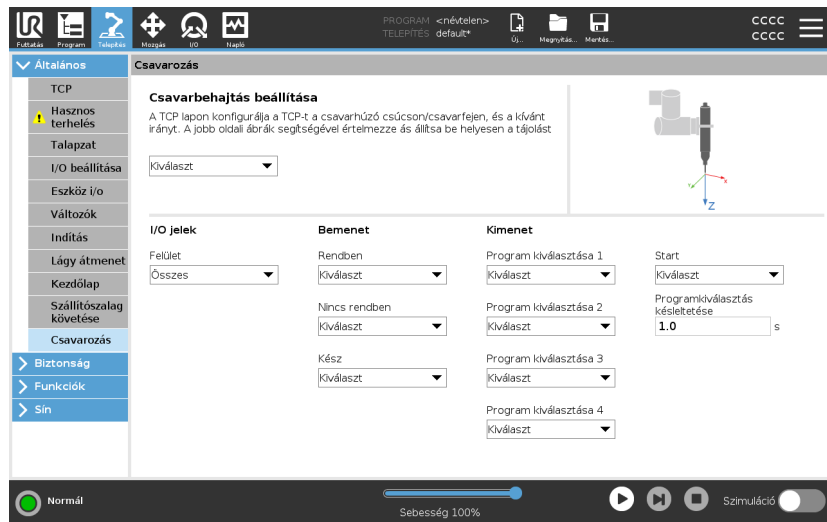 PROGRAM <névtelen>
TELEPÍTÉS default*
CCCC
CCCC
Futtatás Program Telepítés Mozgás I/O Napló Új... Megnyitás... Mentés...
Általános
Csavarozás
TCP
Hasznos
terhelés
Talapzat
I/O beállítása
Eszköz i/o
Változók
Indítás
Lágy átmenet
Kezdőlap
Szállítószalag
követése
Csavarozás
Biztonság
Funkciók
Sín
Csavarbehajtás beállítása
A TCP lapon konfigurálja a TCP-t a csavarhúzó csúcson/csavarfejen, és a kívánt
irányt. A jobb oldali ábrák segítségével értelmezze ás állítsa be helyesen a tájolást
Kiválaszt
Y X
Z
I/O jelek
Felület
Összes
Bemenet
Rendben
Kiválaszt
Nincs rendben
Kiválaszt
Kész
Kiválaszt
Kimenet
Program kiválasztása 1
Kiválaszt
Program kiválasztása 2
Kiválaszt
Program kiválasztása 3
Kiválaszt
Program kiválasztása 4
Kiválaszt
Start
Kiválaszt
Programkiválasztás
késleltetése
1.0 s
Normál
Sebesség 100%
Szimuláció